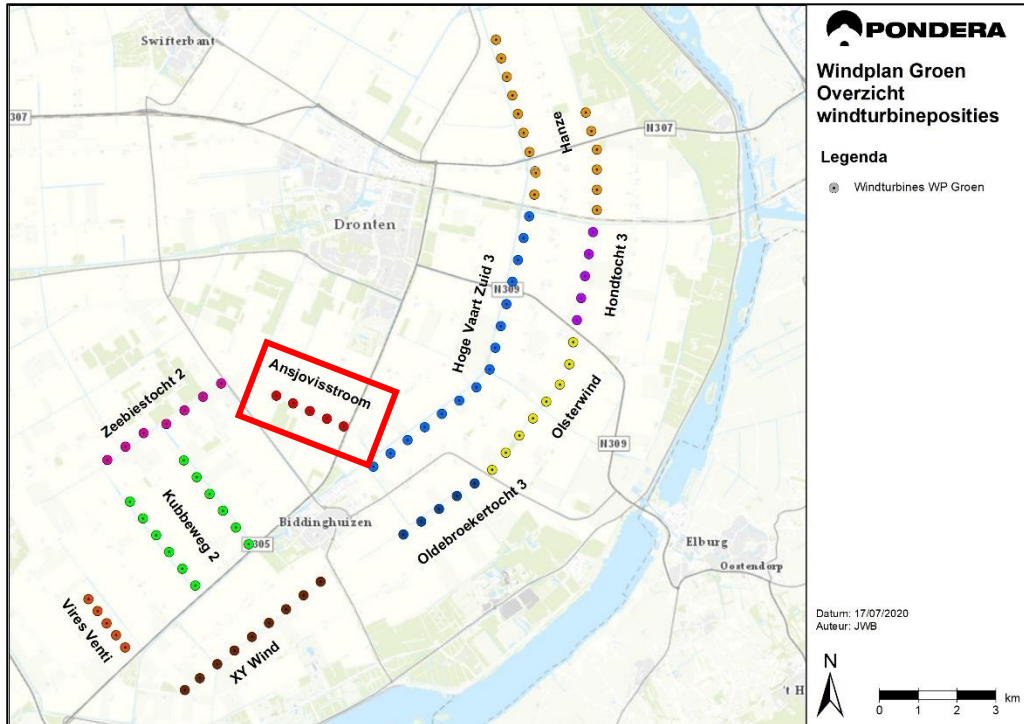 PONDERA
Windplan Groen
Overzicht
windturbineposities
Legenda
Windturbines WP Groen
Swifterbant
307
N307
Hanze
Dronten
Hondtocht 3
Hoge Vaart Zuid 3
N309
Ansjovisstroom
Zeebiestocht 2
Olsterwind
N309
Kubbeweg 2
Biddinghuizen
Oldebroekertocht 3
305
Elburg
Oostendorp
Vires Venti
XY Wind
't H
Datum: 17/07/2020
Auteur: JWB
N
km
0 1 2 3